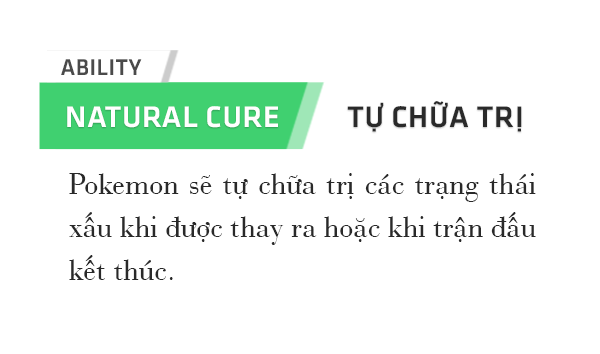 ABILITY
NATURAL CURE TỰ CHỮA TRỊ
Pokemon sẽ tự chữa trị các trạng thái
xấu khi được thay ra hoặc khi trận đấu
kết thúc.